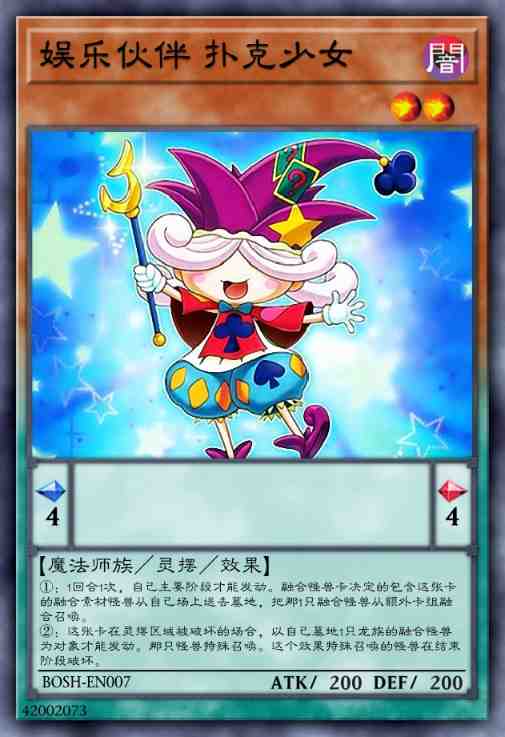 娱乐伙伴 扑克少女
闇
? ?
4 4
【魔法师族／灵摆／效果】
①：1回合1次，自己主要阶段才能发动。融合怪兽卡决定的包含这张卡
的融合素材怪兽从自己场上送去墓地，把那1只融合怪兽从额外卡组融
合召唤。
②：这张卡在灵摆区域被破坏的场合，以自己墓地1只龙族的融合怪兽
为对象才能发动。那只怪兽特殊召唤。这个效果特殊召唤的怪兽在结束
阶段破坏。
BOSH-EN007 ATK/ 200 DEF/ 200
42002073